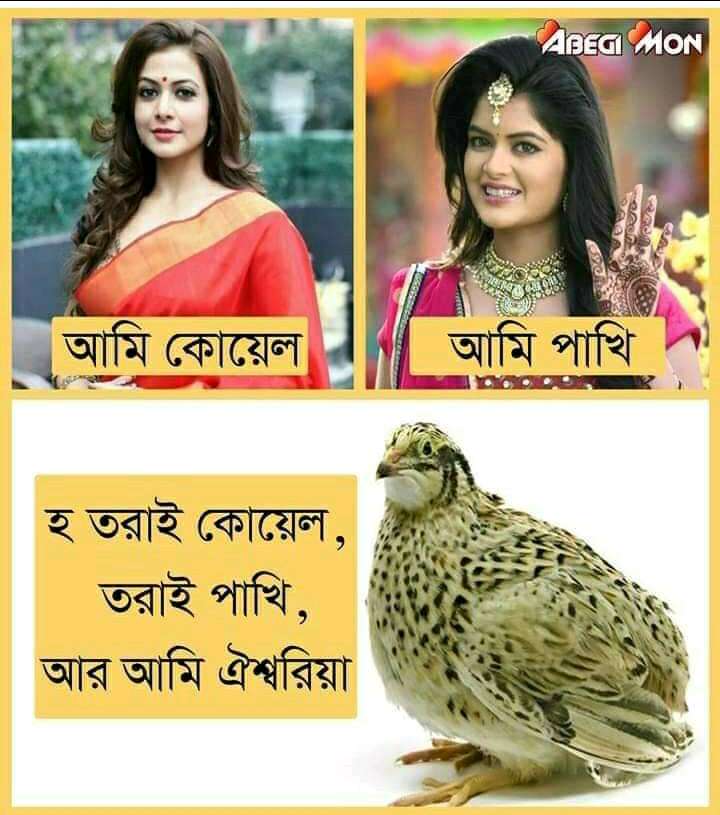 ABEGI MON
আমি কোয়েল
আমি পাখি
হ তরাই কোয়েল,
তরাই পাখি,
আর আমি ঐশ্বরিয়া